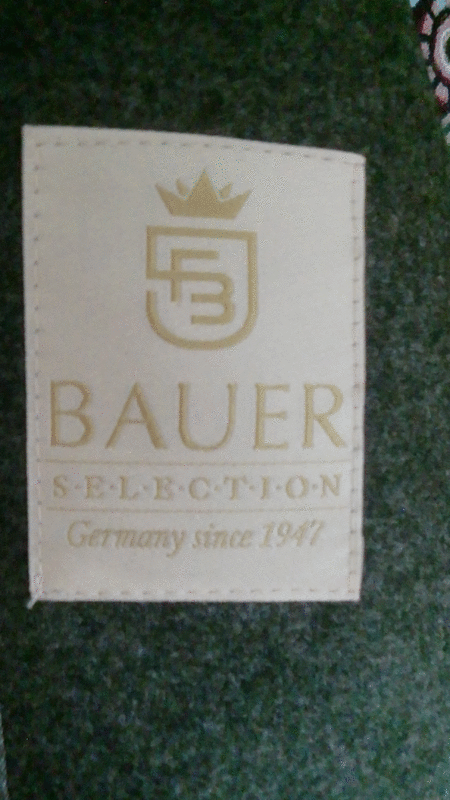 FB
BAUER
S·E·L·E·C·T·I·O·N
Germany since 1947